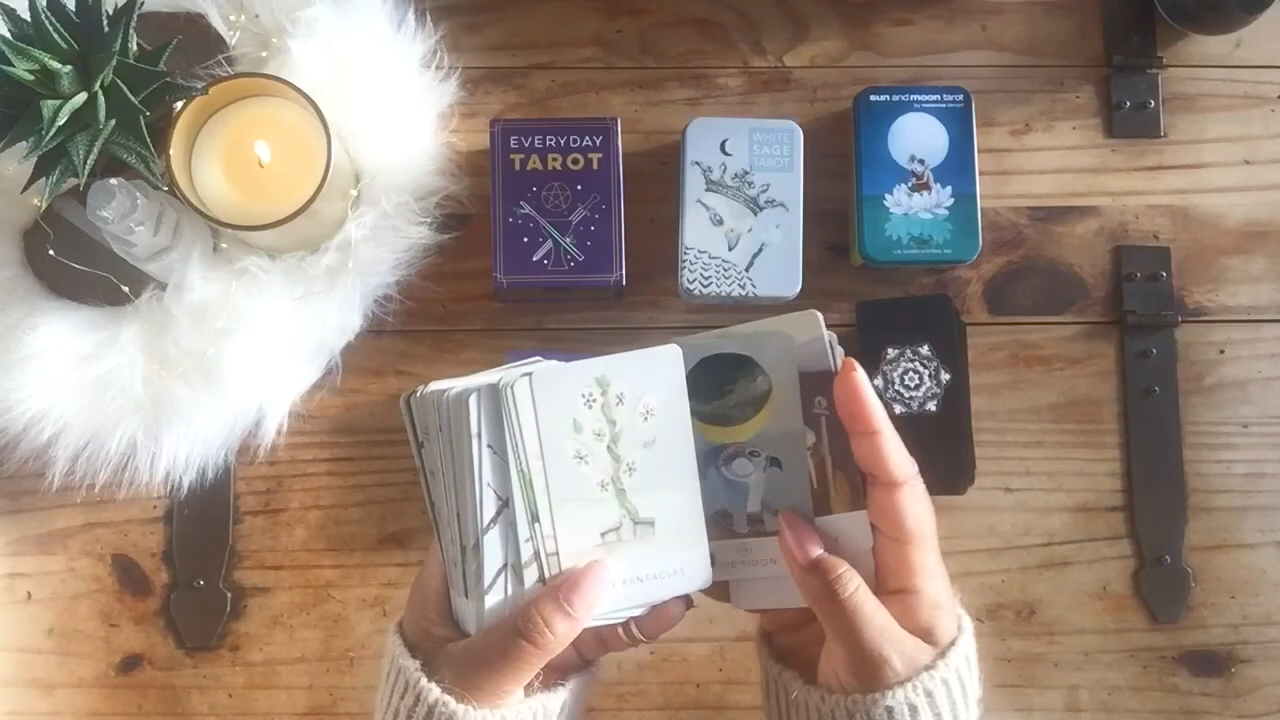 EVERYDAY
TAROT
WHITE
SAGE
TAROT
sun and moon tarot
PENTACLES
THE MOON